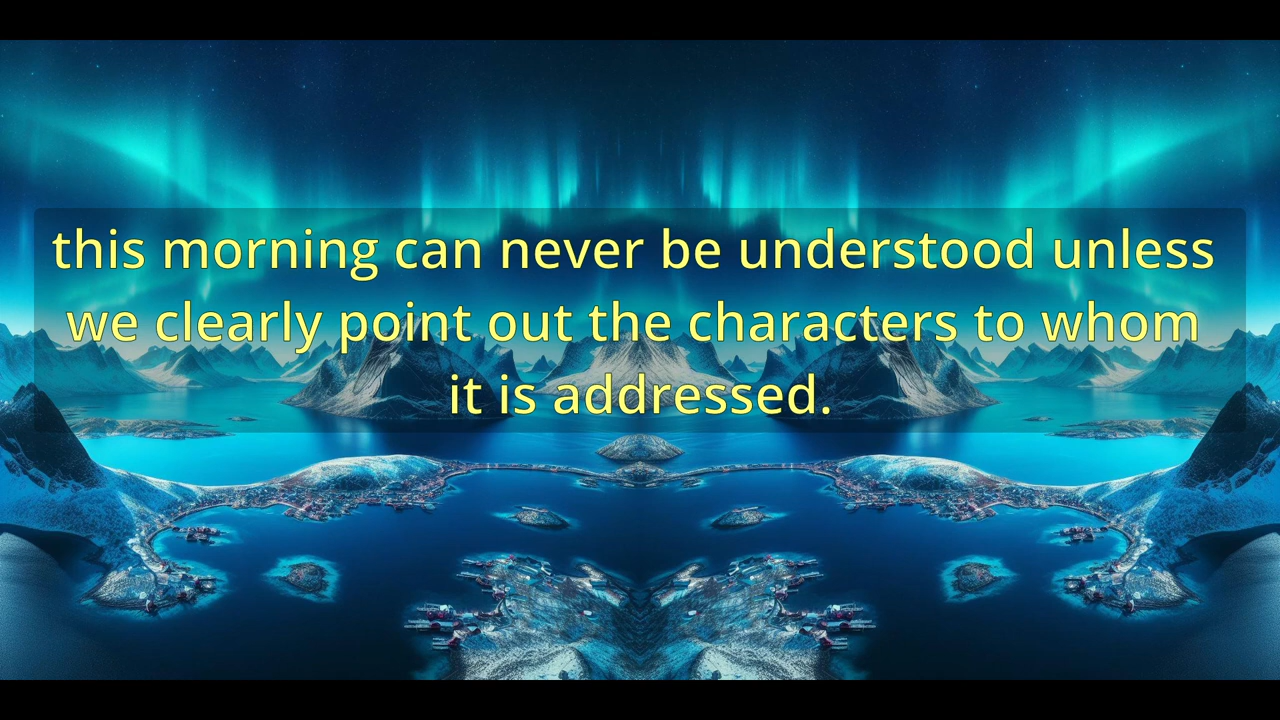 this morning can never be understood unless
we clearly point out the characters to whom
it is addressed.